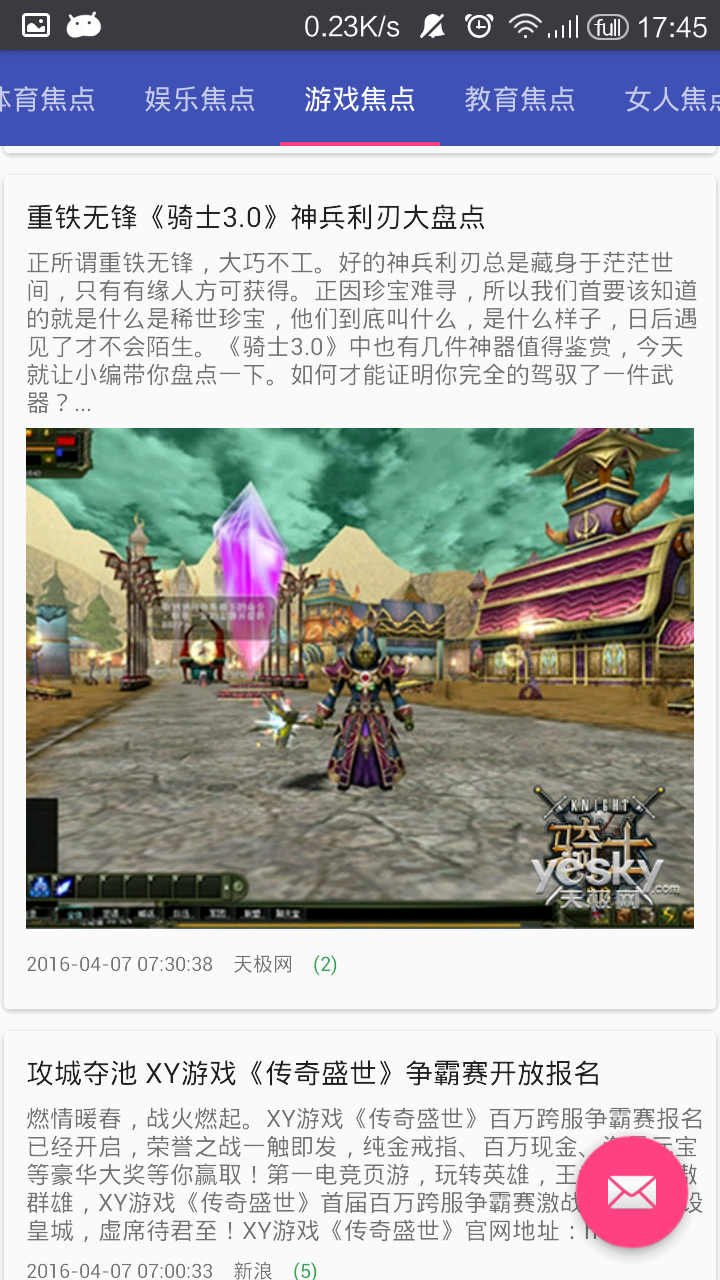 0.23K/s full 17:45
体育焦点 娱乐焦点 游戏焦点 教育焦点 女人焦点
重铁无锋《骑士3.0》神兵利刃大盘点
正所谓重铁无锋，大巧不工。好的神兵利刃总是藏身于茫茫世
间，只有有缘人方可获得。正因珍宝难寻，所以我们首要该知道
的就是什么是稀世珍宝，他们到底叫什么，是什么样子，日后遇
见了才不会陌生。《骑士3.0》中也有几件神器值得鉴赏，今天
就让小编带你盘点一下。如何才能证明你完全的驾驭了一件武
器？...
KNIGHT
骑士
yesky.com
天极网
2016-04-07 07:30:38 天极网 (2)
攻城夺池 XY游戏《传奇盛世》争霸赛开放报名
燃情暖春，战火燃起。XY游戏《传奇盛世》百万跨服争霸赛报名
已经开启，荣誉之战一触即发，纯金戒指、百万现金、海量元宝
等豪华大奖等你赢取！第一电竞页游，玩转英雄，王
群雄，XY游戏《传奇盛世》首届百万跨服争霸赛激战 设
皇城，虚席待君至！XY游戏《传奇盛世》官网地址：h
2016-04-07 07:00:33 新浪 (5)